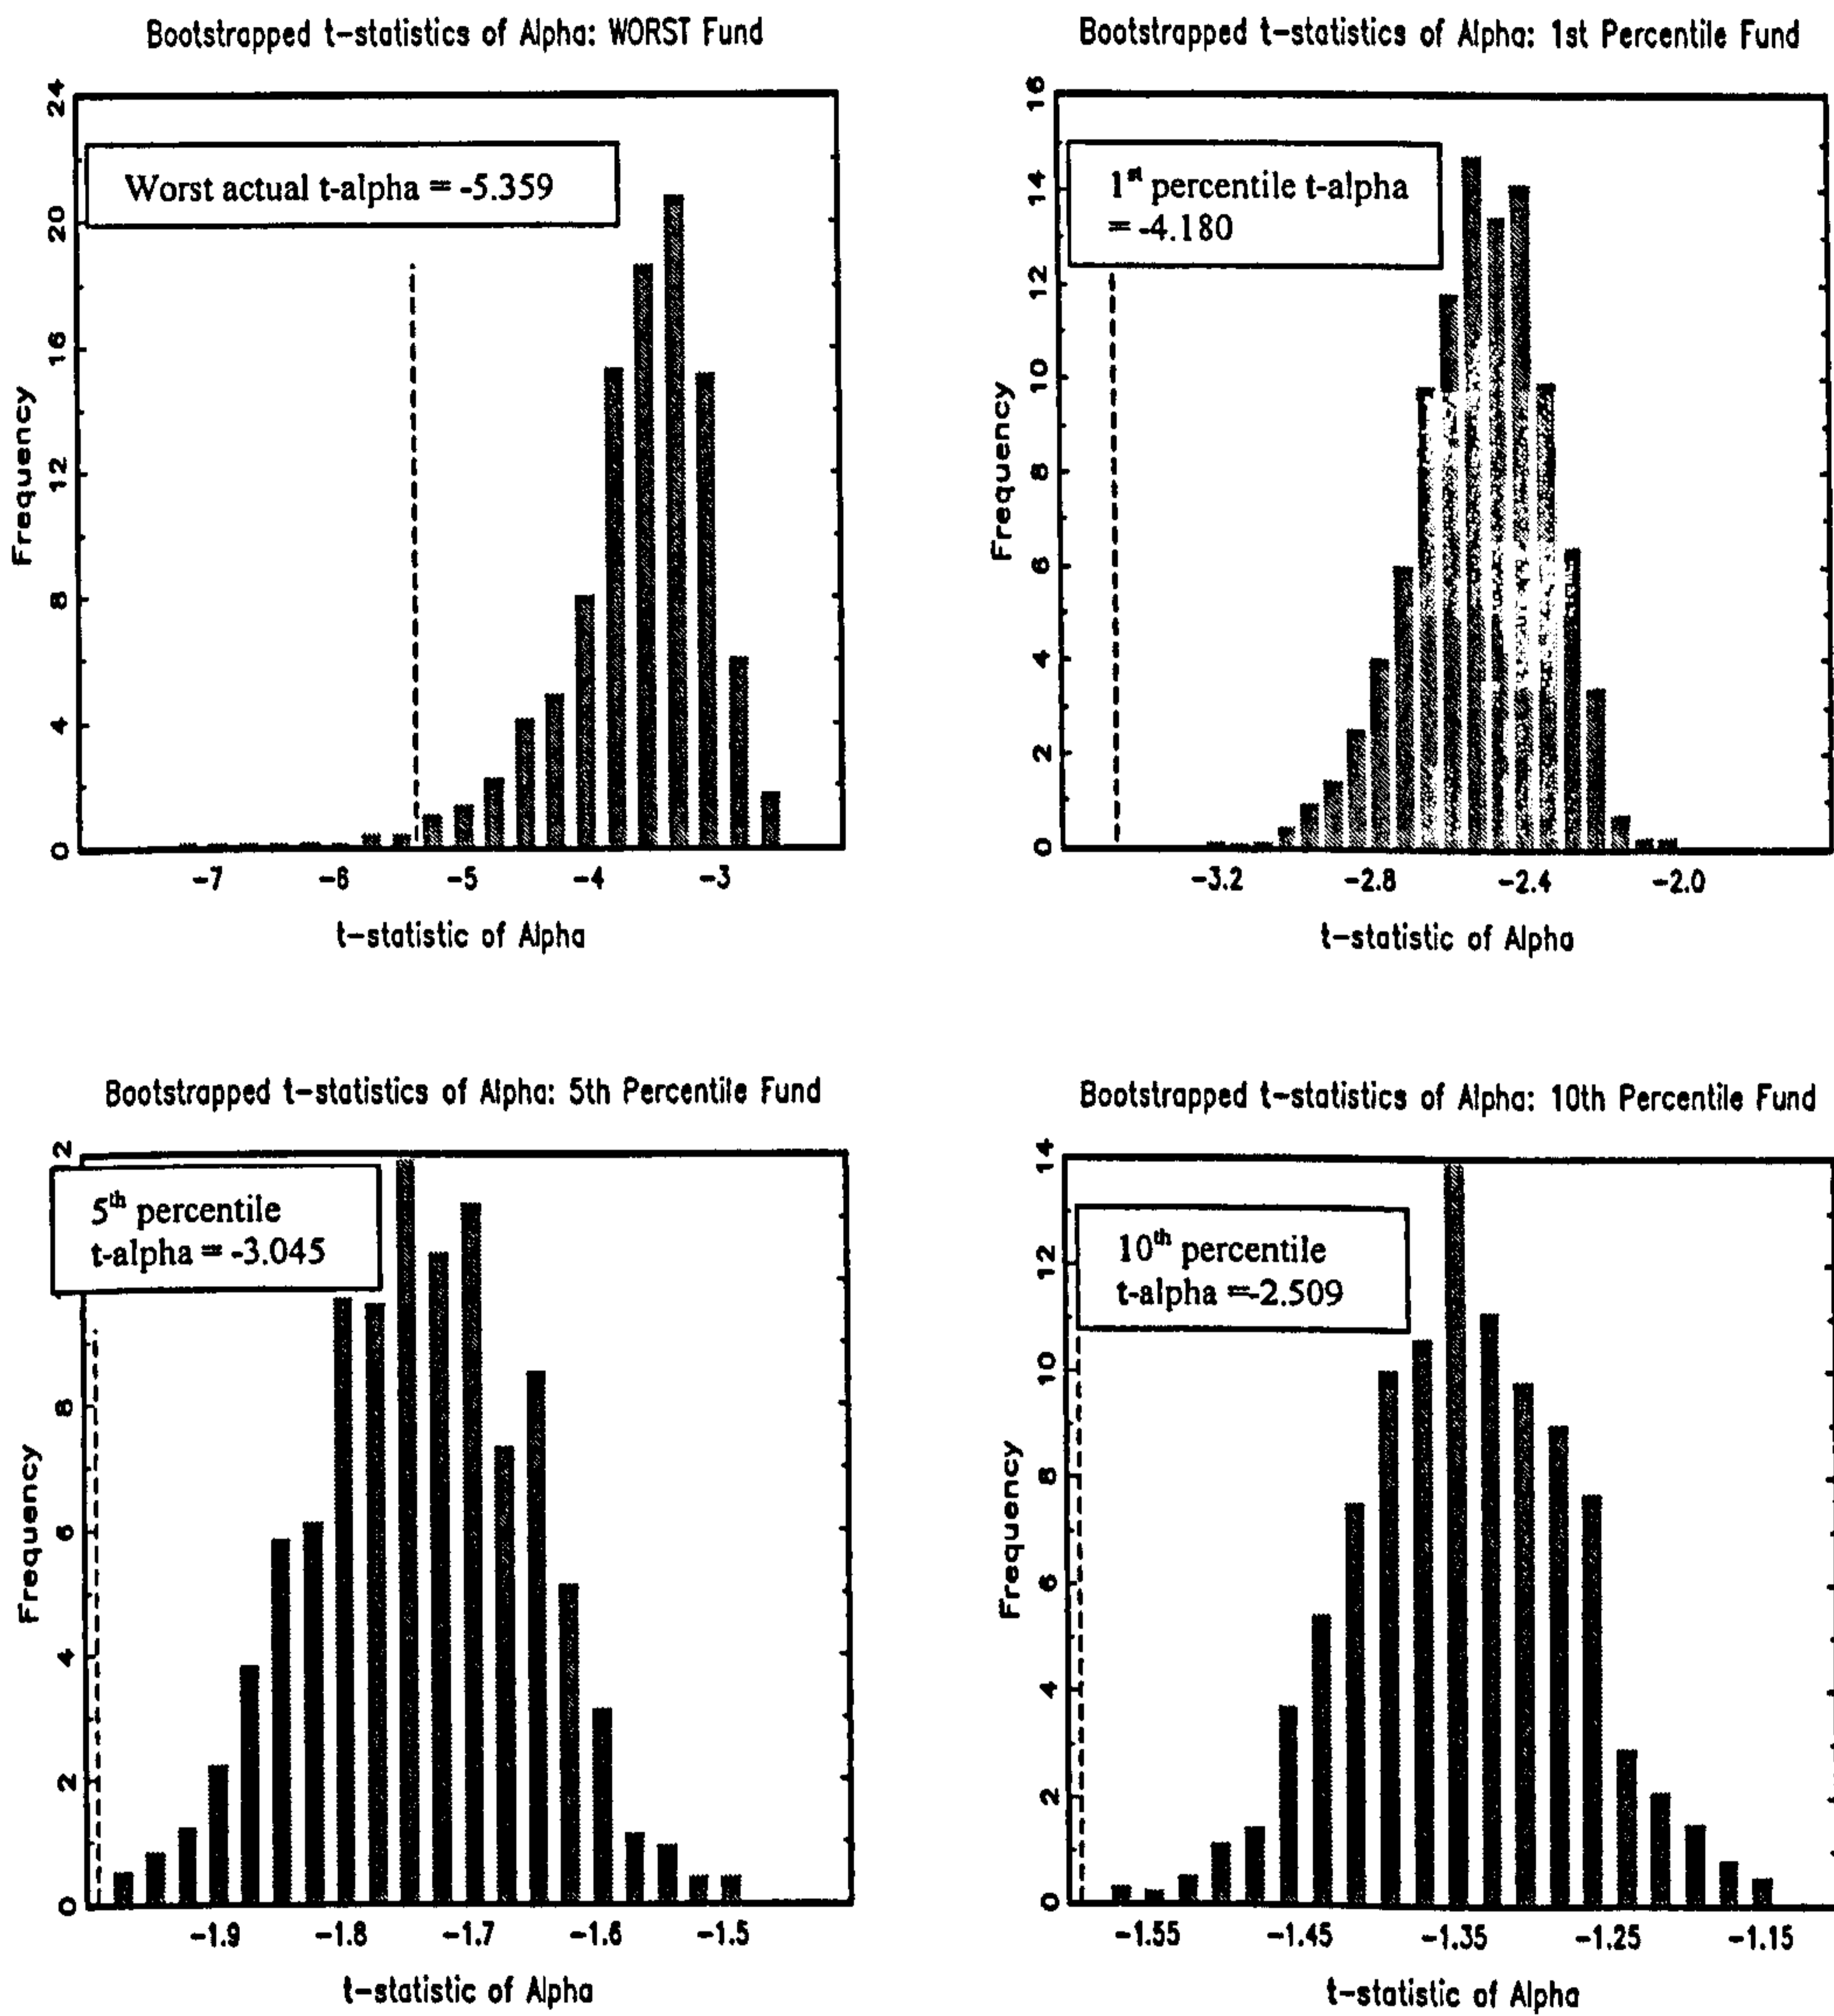 Bootstrapped t-statistics of Alpha: WORST Fund
24
20
16
12
8
4
0
Frequency
Worst actual t-alpha = -5.359
-7
-6
-5
-4
-3
t-statistic of Alpha
Bootstrapped t-statistics of Alpha: 1st Percentile Fund
16
14
12
10
8
6
4
2
0
Frequency
1st percentile t-alpha
= -4.180
-3.2
-2.8
-2.4
-2.0
t-statistic of Alpha
Bootstrapped t-statistics of Alpha: 5th Percentile Fund
8
6
4
2
0
Frequency
5th percentile
t-alpha = -3.045
-1.9
-1.8
-1.7
-1.6
-1.5
t-statistic of Alpha
Bootstrapped t-statistics of Alpha: 10th Percentile Fund
14
12
10
8
6
4
2
0
Frequency
10th percentile
t-alpha =-2.509
-1.55
-1.45
-1.35
-1.25
-1.15
t-statistic of Alpha